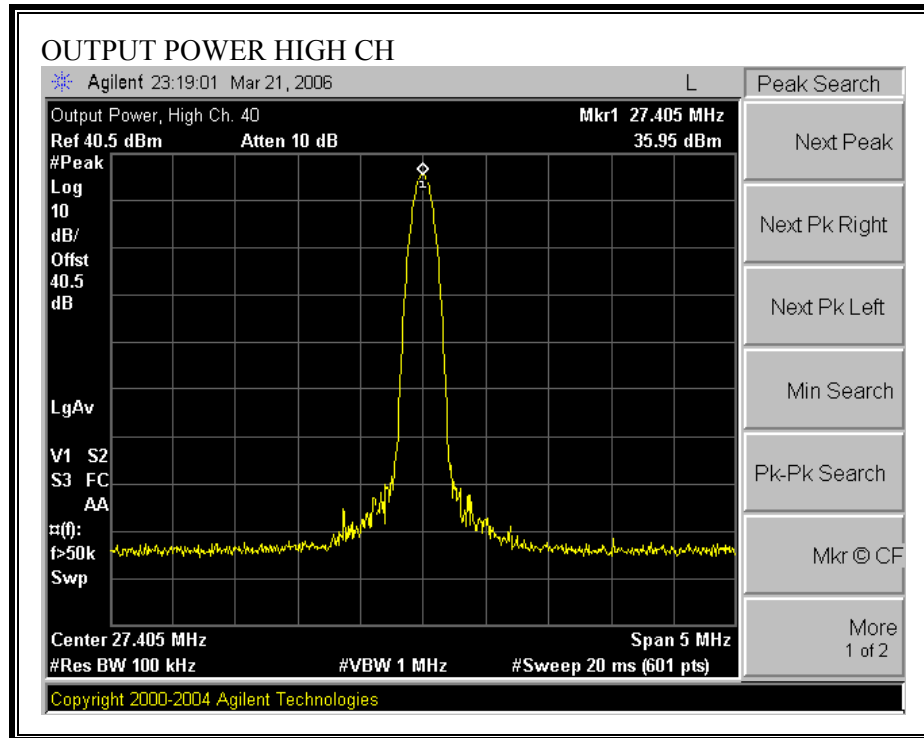 OUTPUT POWER HIGH CH
Agilent 23:19:01 Mar 21, 2006 L
Peak Search
Output Power, High Ch. 40 Mkr1 27.405 MHz
Ref 40.5 dBm Atten 10 dB 35.95 dBm
#Peak
Log
10
dB/
Offst
40.5
dB
1
LgAv
V1 S2
S3 FC
AA
¤(f):
f>50k
Swp
Center 27.405 MHz Span 5 MHz
#Res BW 100 kHz #VBW 1 MHz #Sweep 20 ms (601 pts)
Next Peak
Next Pk Right
Next Pk Left
Min Search
Pk-Pk Search
Mkr © CF
More
1 of 2
Copyright 2000-2004 Agilent Technologies